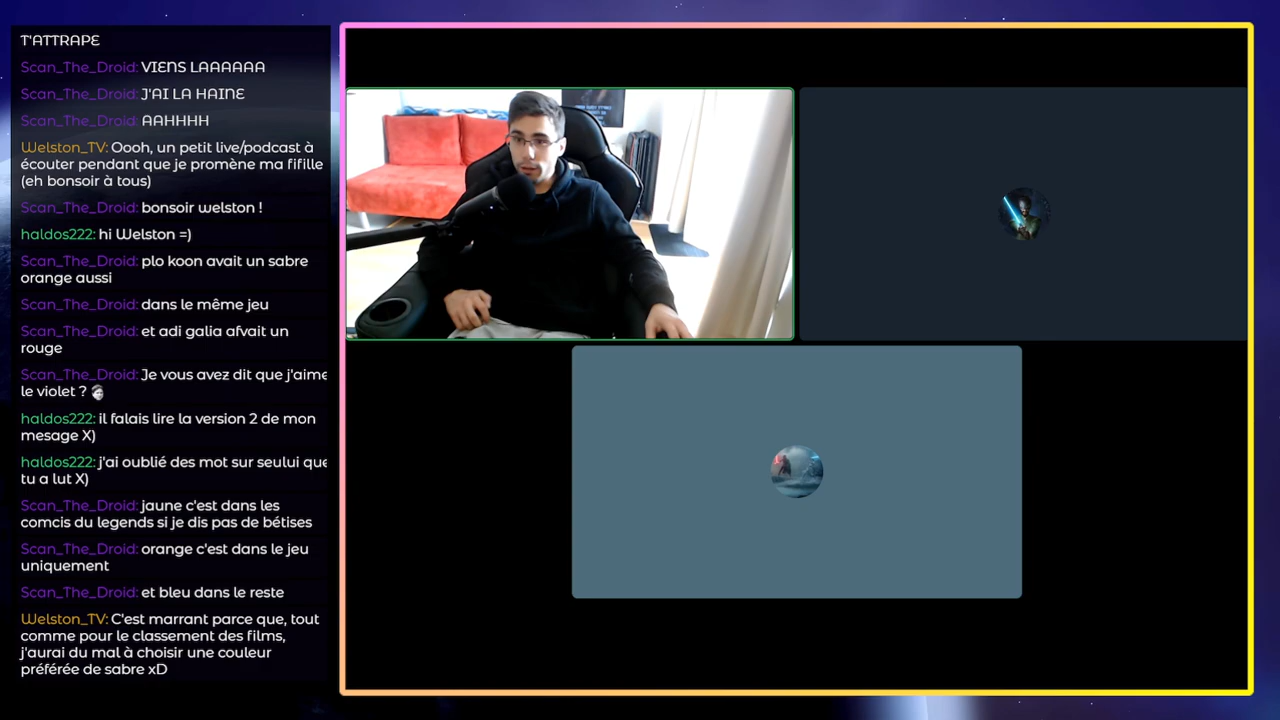 T'ATTRAPE
Scan_The_Droid: VIENS LAAAAAA
Scan_The_Droid: J'AI LA HAINE
Scan_The_Droid: AAHHHH
Welston_TV: Oooh, un petit live/podcast à
écouter pendant que je promène ma fifille
(eh bonsoir à tous)
Scan_The_Droid: bonsoir welston !
haldos222: hi Welston =)
Scan_The_Droid: plo koon avait un sabre
orange aussi
Scan_The_Droid: dans le même jeu
Scan_The_Droid: et adi galia afvait un
rouge
Scan_The_Droid: Je vous avez dit que j'aime
le violet ?
haldos222: il falais lire la version 2 de mon
mesage X)
haldos222: j'ai oublié des mot sur seului que
tu a lut X)
Scan_The_Droid: jaune c'est dans les
comcis du legends si je dis pas de bétises
Scan_The_Droid: orange c'est dans le jeu
uniquement
Scan_The_Droid: et bleu dans le reste
Welston_TV: C'est marrant parce que, tout
comme pour le classement des films,
j'aurai du mal à choisir une couleur
préférée de sabre xD